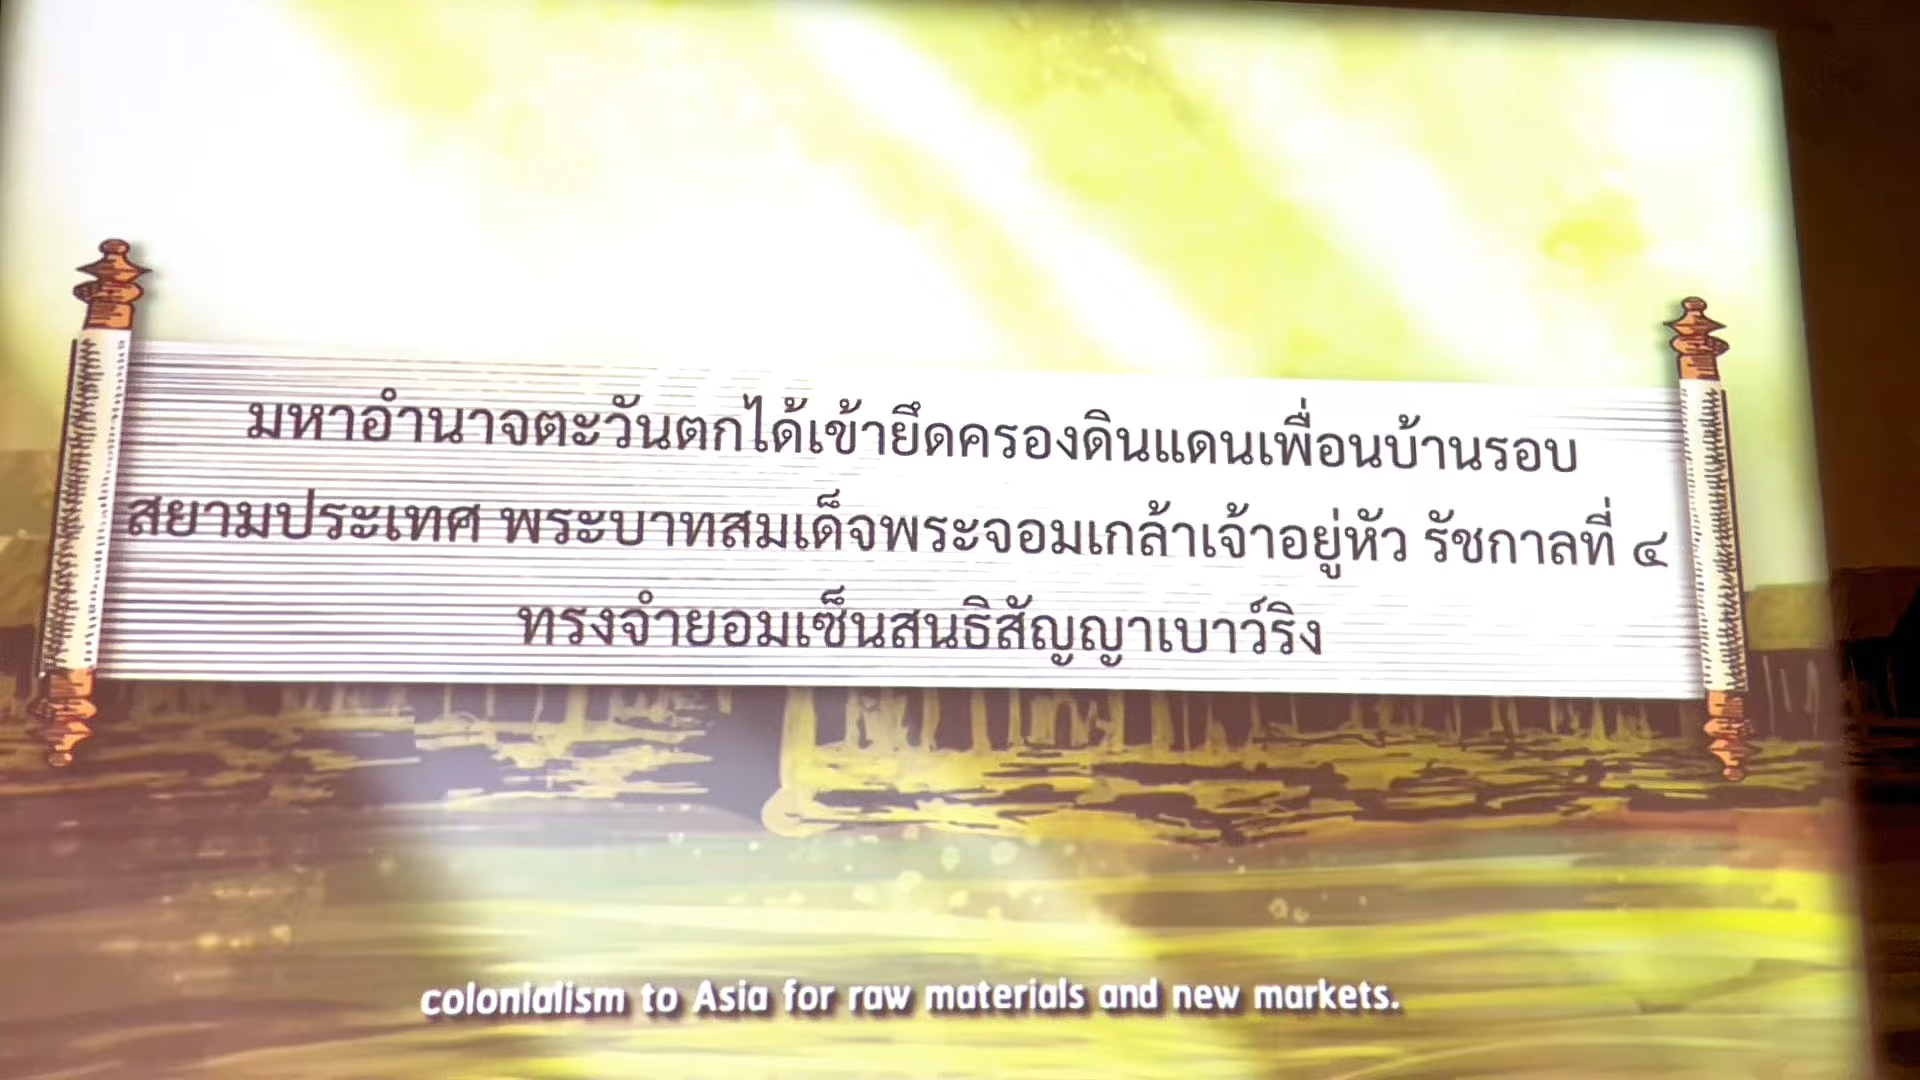 มหาอำนาจตะวันตกได้เข้ายึดครองดินแดนเพื่อนบ้านรอบ
สยามประเทศ พระบาทสมเด็จพระจอมเกล้าเจ้าอยู่หัว รัชกาลที่ ๔
ทรงจำยอมเซ็นสนธิสัญญาเบาว์ริง
colonialism to Asia for raw materials and new markets.